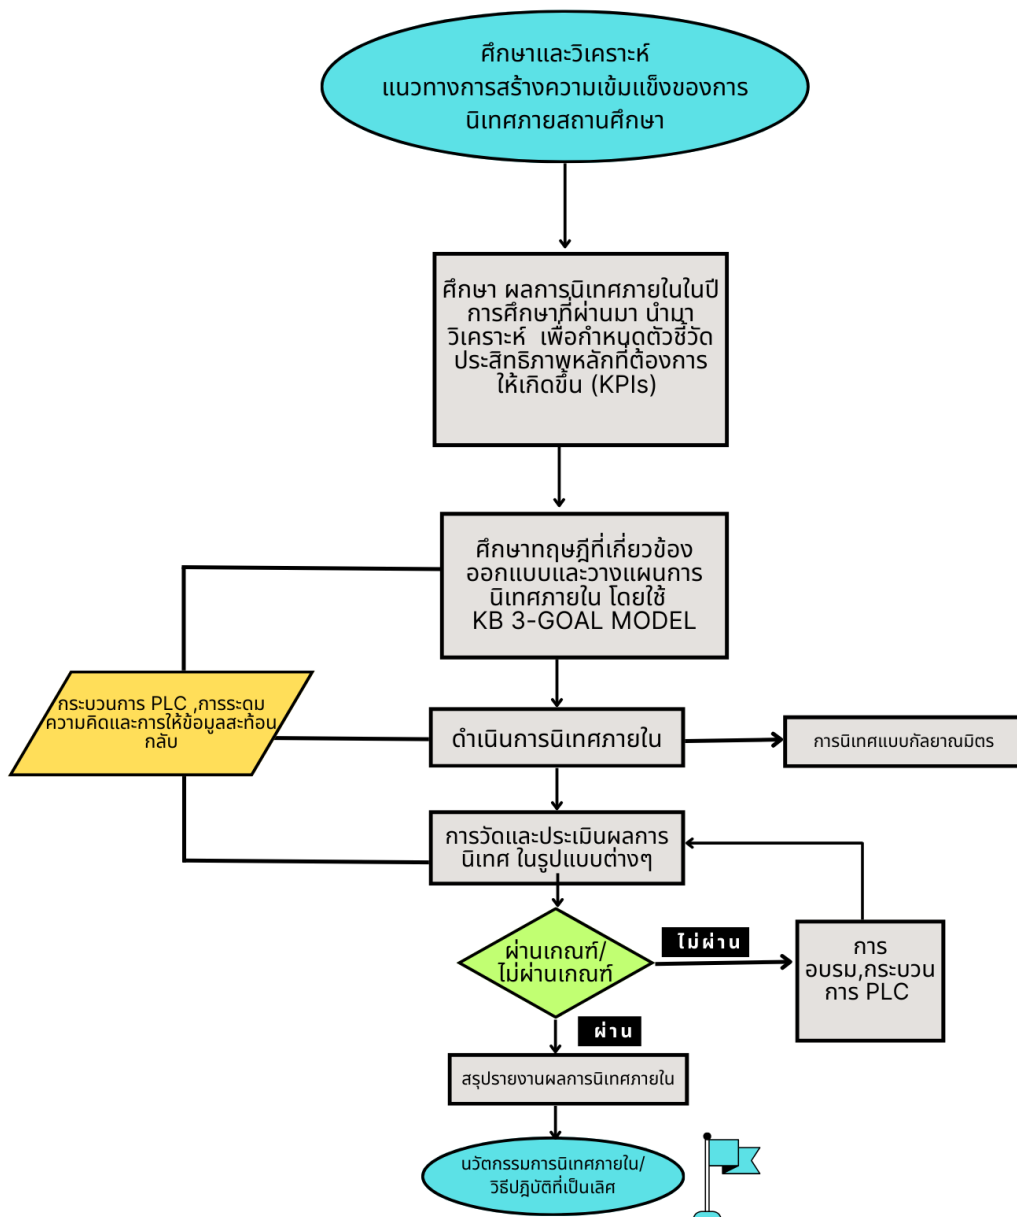 ศึกษาและวิเคราะห์
แนวทางการสร้างความเข้มแข็งของการ
นิเทศภายสถานศึกษา
ศึกษา ผลการนิเทศภายในในปี
การศึกษาที่ผ่านมา นำมา
วิเคราะห์ เพื่อกำหนดตัวชี้วัด
ประสิทธิภาพหลักที่ต้องการ
ให้เกิดขึ้น (KPIs)
ศึกษาทฤษฎีที่เกี่ยวข้อง
ออกแบบและวางแผนการ
นิเทศภายใน โดยใช้
KB 3-GOAL MODEL
กระบวนการ PLC ,การระดม
ความคิดและการให้ข้อมูลสะท้อน
กลับ
ดำเนินการนิเทศภายใน
การนิเทศแบบกัลยาณมิตร
การวัดและประเมินผลการ
นิเทศ ในรูปแบบต่างๆ
ผ่านเกณฑ์/
ไม่ผ่านเกณฑ์
ไม่ผ่าน
การ
อบรม,กระบวน
การ PLC
ผ่าน
สรุปรายงานผลการนิเทศภายใน
นวัตกรรมการนิเทศภายใน/
วิธีปฎิบัติที่เป็นเลิศ